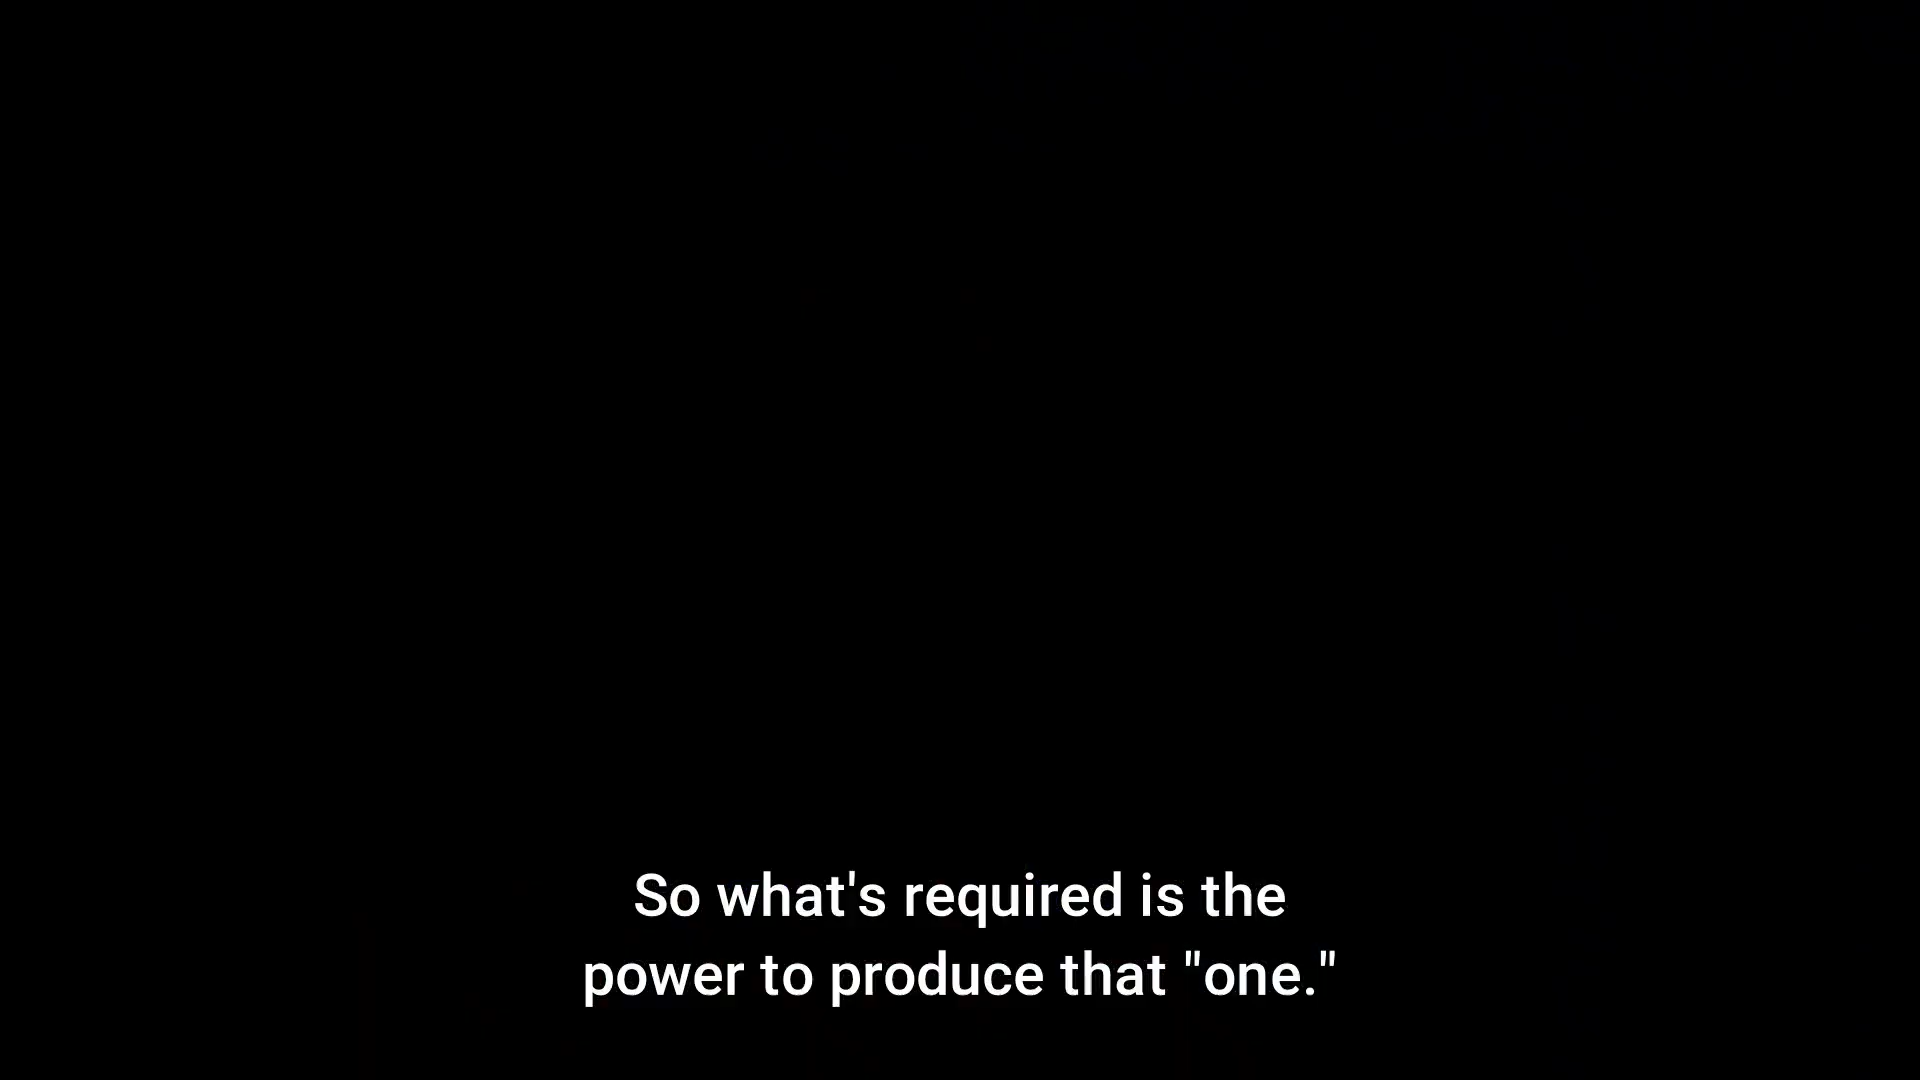 So what's required is the
power to produce that "one."